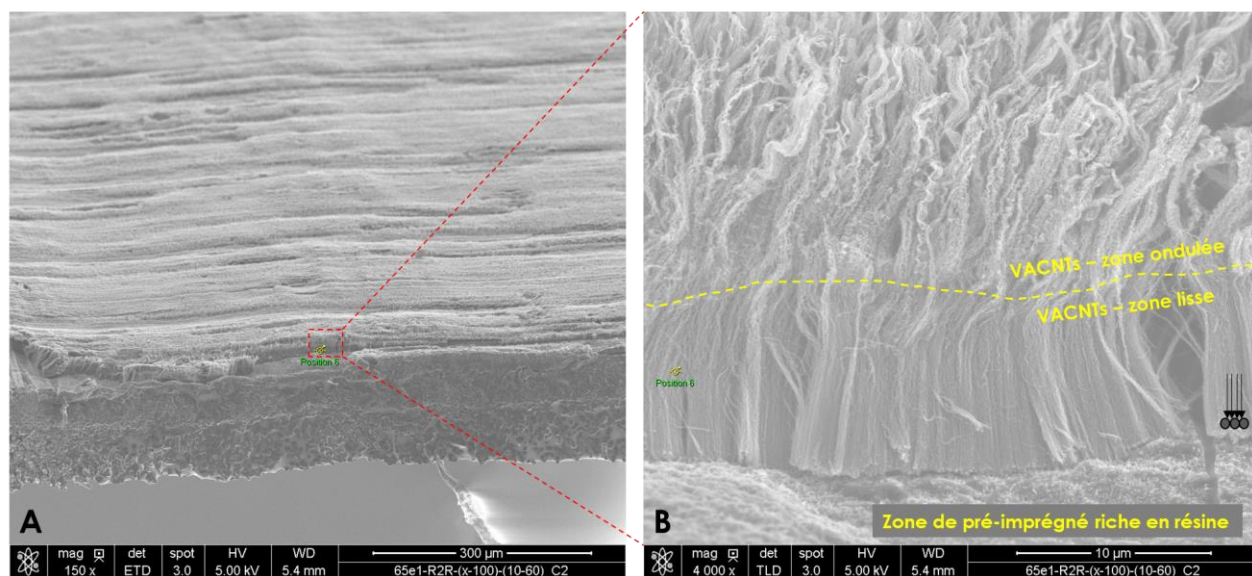 Position 6
A
mag
det
spot
HV
WD
300 µm
150 x
ETD
3.0
5.00 kV
5.4 mm
65e1-R2R-(x-100)-(10-60)_C2
VACNTs – zone ondulée
VACNTs – zone lisse
Position 6
Zone de pré-imprégné riche en résine
B
mag
det
spot
HV
WD
10 µm
4 000 x
TLD
3.0
5.00 kV
5.4 mm
65e1-R2R-(x-100)-(10-60)_C2